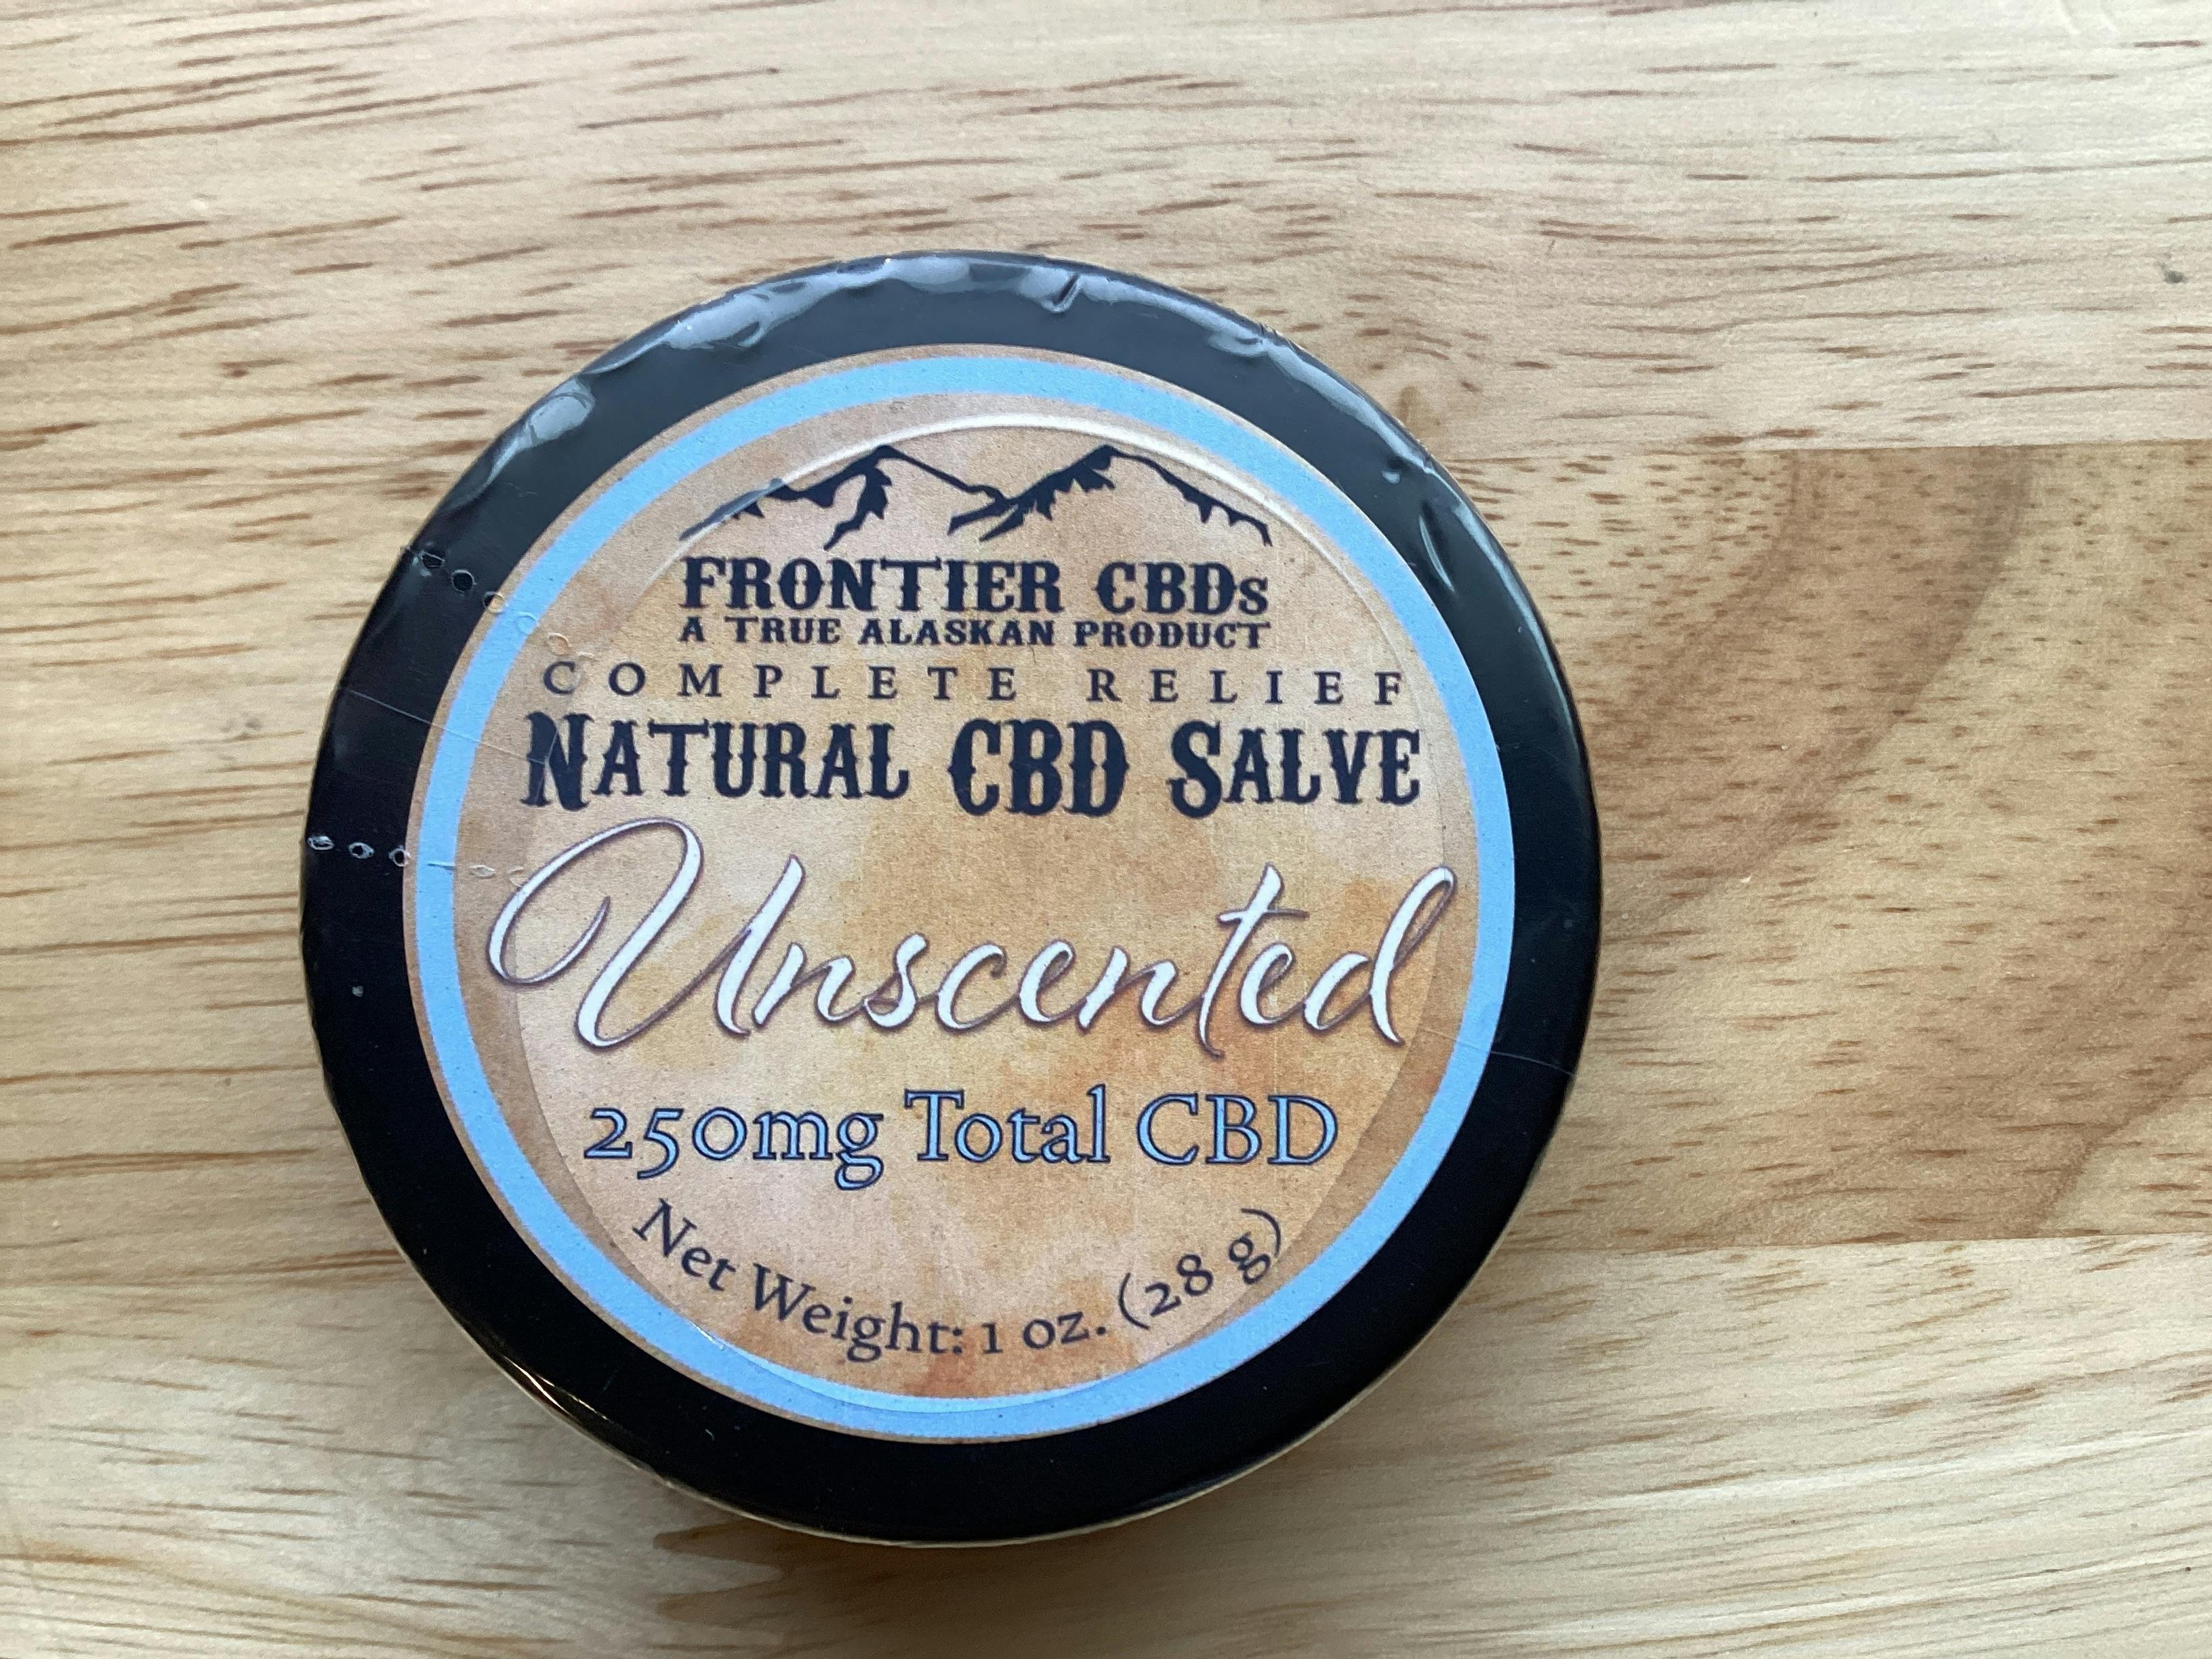 FRONTIER CBDs
A TRUE ALASKAN PRODUCT
COMPLETE RELIEF
NATURAL CBD SALVE
Unscented
250mg Total CBD
Net Weight: 1 oz. (28 g)